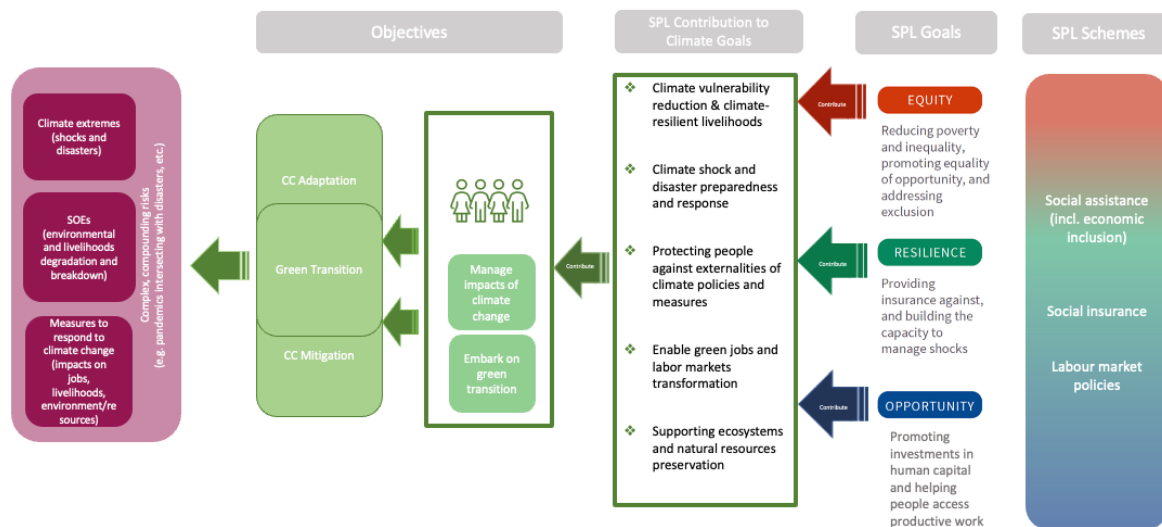 Objectives
SPL Contribution to
Climate Goals
SPL Goals
SPL Schemes
Climate extremes
(shocks and
disasters)
SOEs
(environmental and
livelihoods
degradation and
breakdown)
Measures to
respond to
climate change
(impacts on
jobs,
livelihoods,
environment/re
sources)
Complex, compounding risks
(e.g. pandemics intersecting with disasters, etc.)
CC Adaptation
Green Transition
CC Mitigation
Manage
impacts of
climate
change
Embark on
green
transition
Contribute
Climate vulnerability
reduction & climate-
resilient livelihoods
Climate shock and
disaster preparedness
and response
Protecting people
against externalities of
climate policies and
measures
Enable green jobs and
labor markets
transformation
Supporting ecosystems
and natural resources
preservation
Contribute
EQUITY
Reducing poverty
and inequality,
promoting equality
of opportunity, and
addressing
exclusion
Contribute
RESILIENCE
Providing
insurance against,
and building the
capacity to
manage shocks
Contribute
OPPORTUNITY
Promoting
investments in
human capital
and helping
people access
productive work
Social assistance
(incl. economic
inclusion)
Social insurance
Labour market
policies